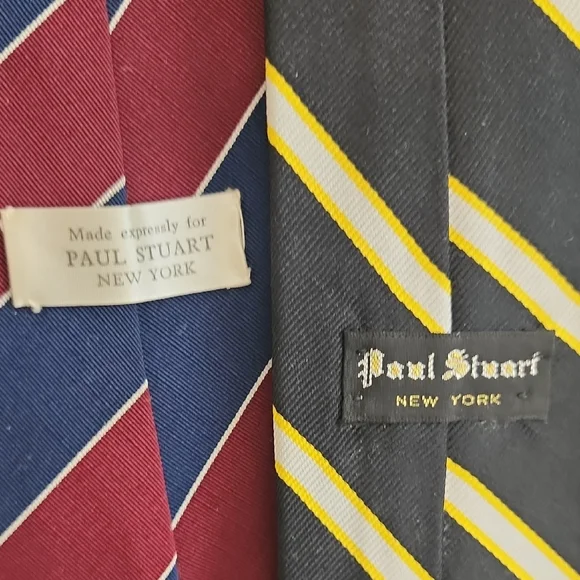 Made expressly for
PAUL STUART
NEW YORK
Paul Stuart
NEW YORK